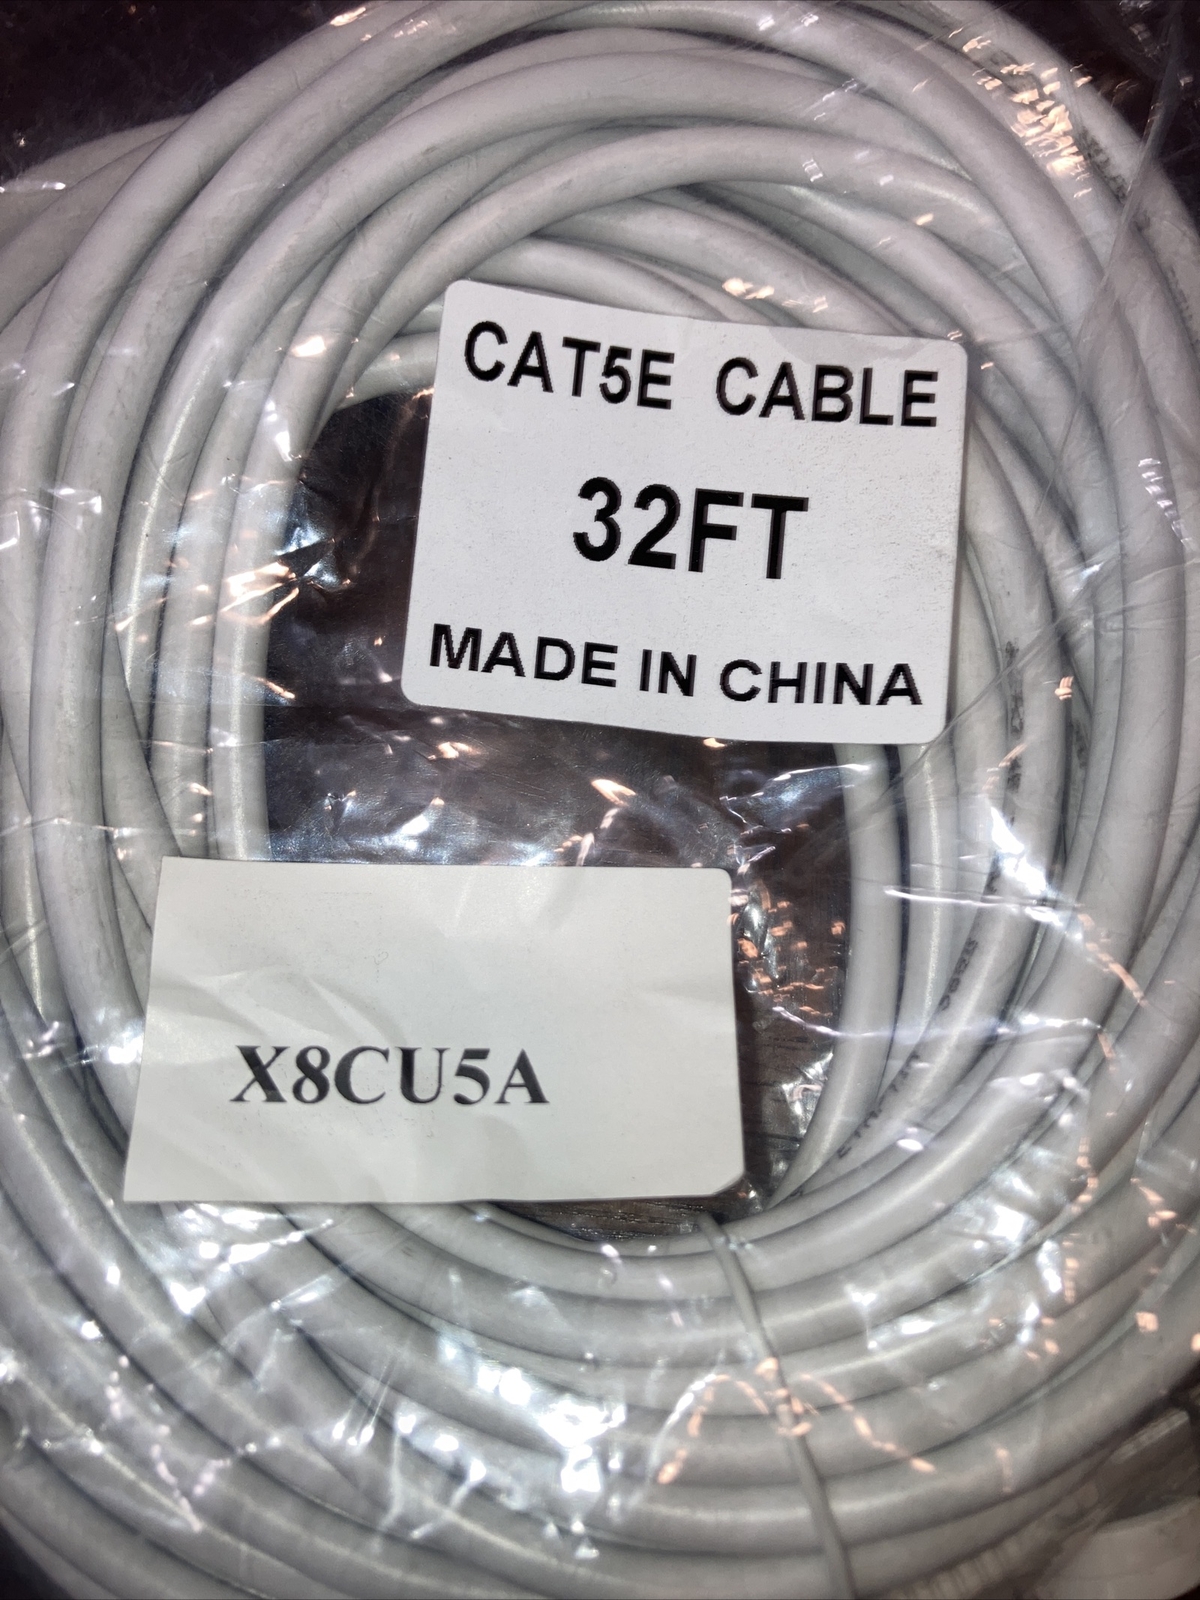 CAT5E CABLE
32FT
MADE IN CHINA
X8CU5A